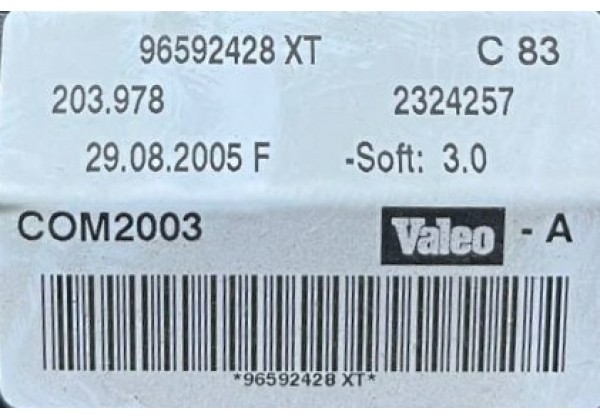 96592428 XT C 83
203.978 2324257
29.08.2005 F -Soft: 3.0
COM2003 Valeo - A
*96592428 XT*